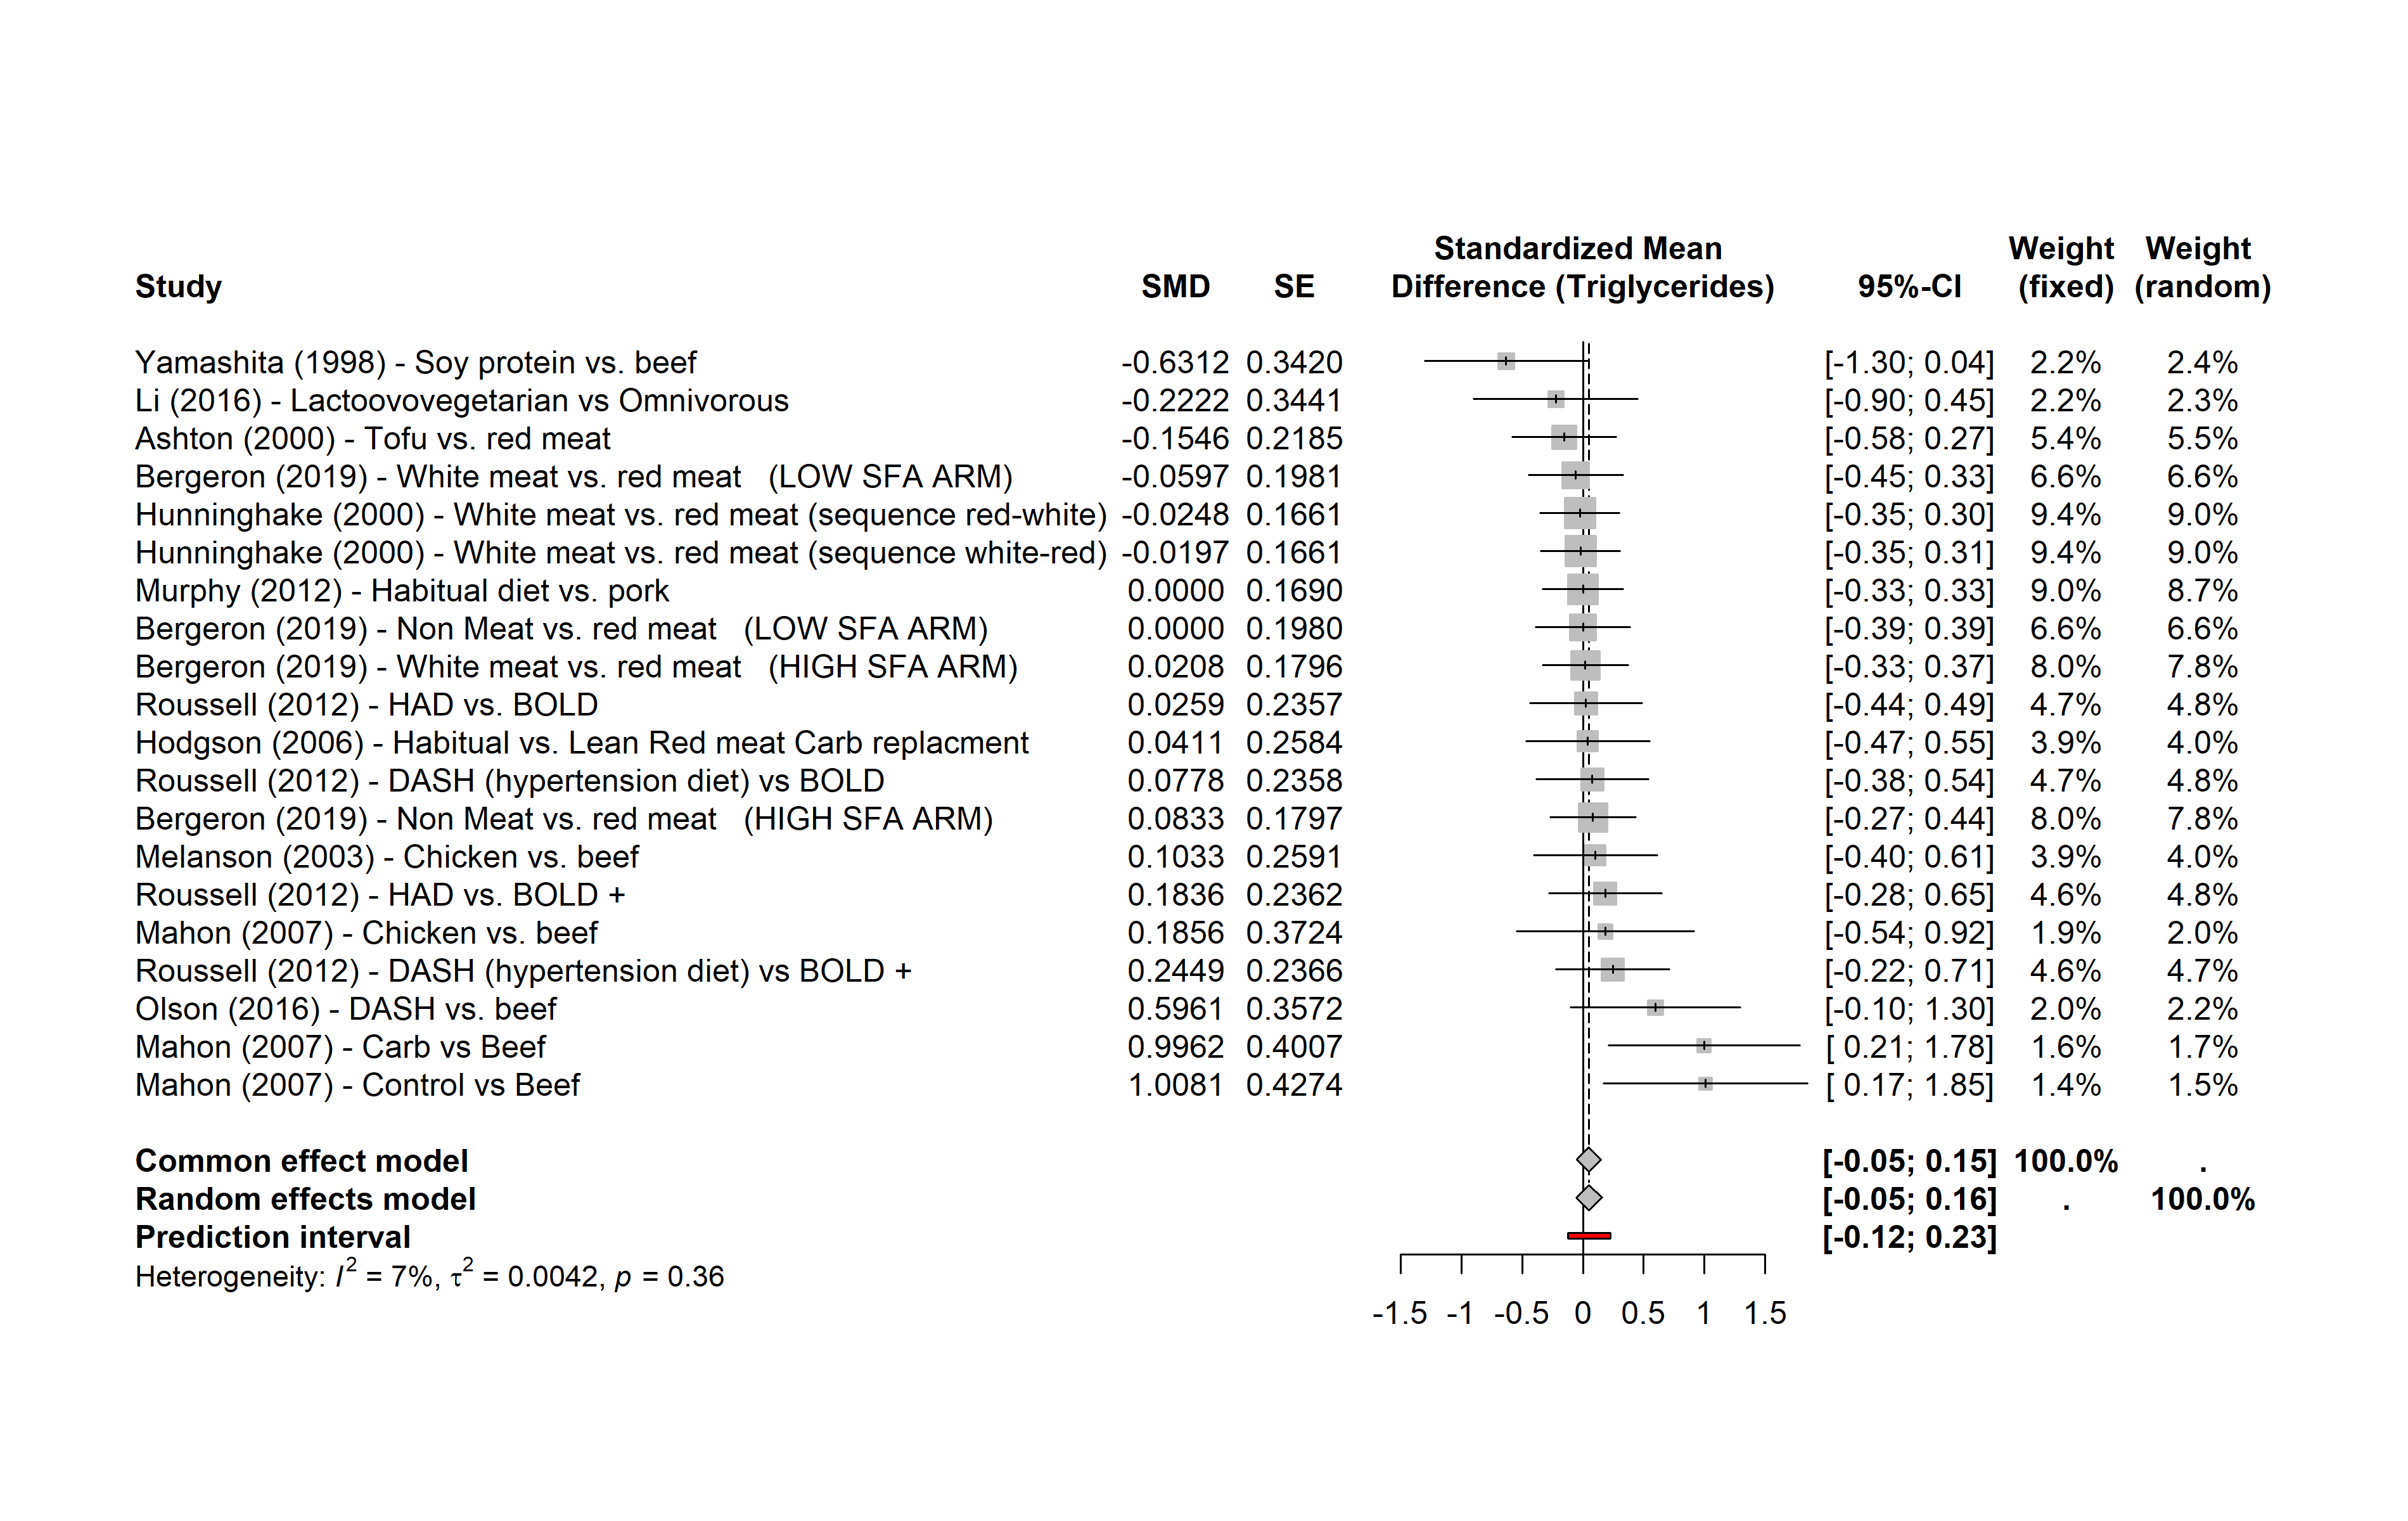 Standardized Mean Weight Weight
Study SMD SE Difference (Triglycerides) 95%-CI (fixed) (random)
Yamashita (1998) - Soy protein vs. beef -0.6312 0.3420 [-1.30; 0.04] 2.2% 2.4%
Li (2016) - Lactoovovegetarian vs Omnivorous -0.2222 0.3441 [-0.90; 0.45] 2.2% 2.3%
Ashton (2000) - Tofu vs. red meat -0.1546 0.2185 [-0.58; 0.27] 5.4% 5.5%
Bergeron (2019) - White meat vs. red meat (LOW SFA ARM) -0.0597 0.1981 [-0.45; 0.33] 6.6% 6.6%
Hunninghake (2000) - White meat vs. red meat (sequence red-white) -0.0248 0.1661 [-0.35; 0.30] 9.4% 9.0%
Hunninghake (2000) - White meat vs. red meat (sequence white-red) -0.0197 0.1661 [-0.35; 0.31] 9.4% 9.0%
Murphy (2012) - Habitual diet vs. pork 0.0000 0.1690 [-0.33; 0.33] 9.0% 8.7%
Bergeron (2019) - Non Meat vs. red meat (LOW SFA ARM) 0.0000 0.1980 [-0.39; 0.39] 6.6% 6.6%
Bergeron (2019) - White meat vs. red meat (HIGH SFA ARM) 0.0208 0.1796 [-0.33; 0.37] 8.0% 7.8%
Roussell (2012) - HAD vs. BOLD 0.0259 0.2357 [-0.44; 0.49] 4.7% 4.8%
Hodgson (2006) - Habitual vs. Lean Red meat Carb replacment 0.0411 0.2584 [-0.47; 0.55] 3.9% 4.0%
Roussell (2012) - DASH (hypertension diet) vs BOLD 0.0778 0.2358 [-0.38; 0.54] 4.7% 4.8%
Bergeron (2019) - Non Meat vs. red meat (HIGH SFA ARM) 0.0833 0.1797 [-0.27; 0.44] 8.0% 7.8%
Melanson (2003) - Chicken vs. beef 0.1033 0.2591 [-0.40; 0.61] 3.9% 4.0%
Roussell (2012) - HAD vs. BOLD + 0.1836 0.2362 [-0.28; 0.65] 4.6% 4.8%
Mahon (2007) - Chicken vs. beef 0.1856 0.3724 [-0.54; 0.92] 1.9% 2.0%
Roussell (2012) - DASH (hypertension diet) vs BOLD + 0.2449 0.2366 [-0.22; 0.71] 4.6% 4.7%
Olson (2016) - DASH vs. beef 0.5961 0.3572 [-0.10; 1.30] 2.0% 2.2%
Mahon (2007) - Carb vs Beef 0.9962 0.4007 [ 0.21; 1.78] 1.6% 1.7%
Mahon (2007) - Control vs Beef 1.0081 0.4274 [ 0.17; 1.85] 1.4% 1.5%
Common effect model [-0.05; 0.15] 100.0% .
Random effects model [-0.05; 0.16] . 100.0%
Prediction interval [-0.12; 0.23]
Heterogeneity: I² = 7%, τ² = 0.0042, p = 0.36
-1.5 -1 -0.5 0 0.5 1 1.5